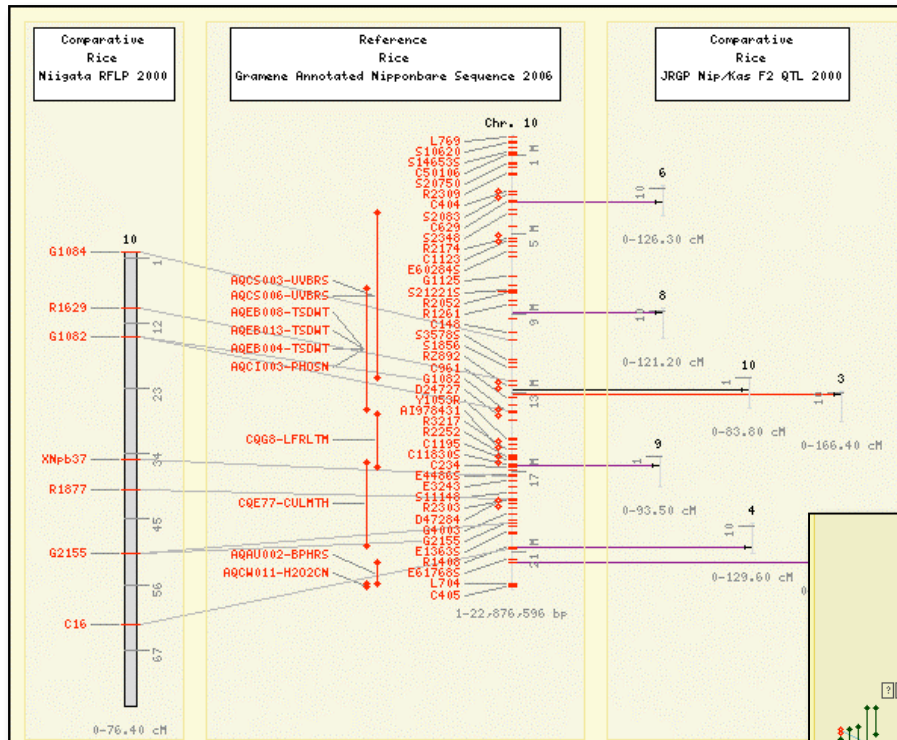 Comparative
Rice
Niigata RFLP 2000
Reference
Rice
Gramene Annotated Nipponbare Sequence 2006
Comparative
Rice
JRGP Nip/Kas F2 QTL 2000
10
G1084
R1629
G1082
XNpb37
R1877
G2155
C16
1
12
23
34
45
56
67
0-76.40 cM
AQCS003-UVBRS
AQCS006-UVBRS
AQEB008-TSDWT
AQEB013-TSDWT
AQEB004-TSDWT
AQCI003-PHOSN
CQG8-LFRLTM
CQE77-CULMTH
AQAU002-BPHRS
AQCW011-H2O2CN
Chr. 10
L769
S10620
S14653S
C50106
S20750
R2309
C404
S2083
C629
S2348
R2174
C1123
E60284S
G1125
S21221S
R2052
R1261
C148
S3578S
S1856
RZ892
C961
G1082
D24727
Y1053R
AI978431
R3217
R2252
C1195
C11830S
C234
E4486S
E3243
S11148
R2303
D47284
G4003
G2155
E1363S
R1408
E61768S
L704
C405
1 M
5 M
9 M
13 M
17 M
21 M
1-22,876,596 bp
6
10
0-126.30 cM
8
10
0-121.20 cM
10
1
0-83.80 cM
3
1
0-166.40 cM
9
1
0-93.50 cM
4
10
0-129.60 cM
0
?